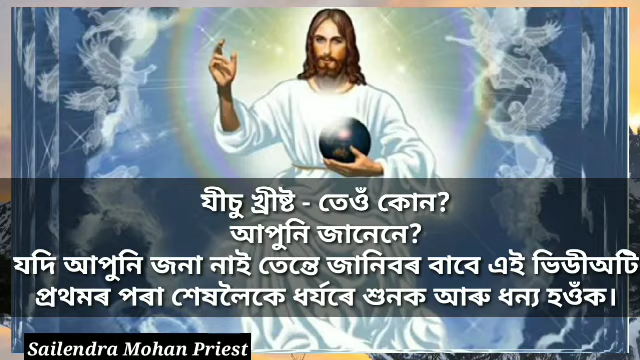 যীচু খ্ৰীষ্ট - তেওঁ কোন?
আপুনি জানেনে?
যদি আপুনি জনা নাই তেন্তে জানিবৰ বাবে এই ভিডীঅটি
প্ৰথমৰ পৰা শেষলৈকে ধৰ্যৰে শুনক আৰু ধন্য হওঁক।
Sailendra Mohan Priest